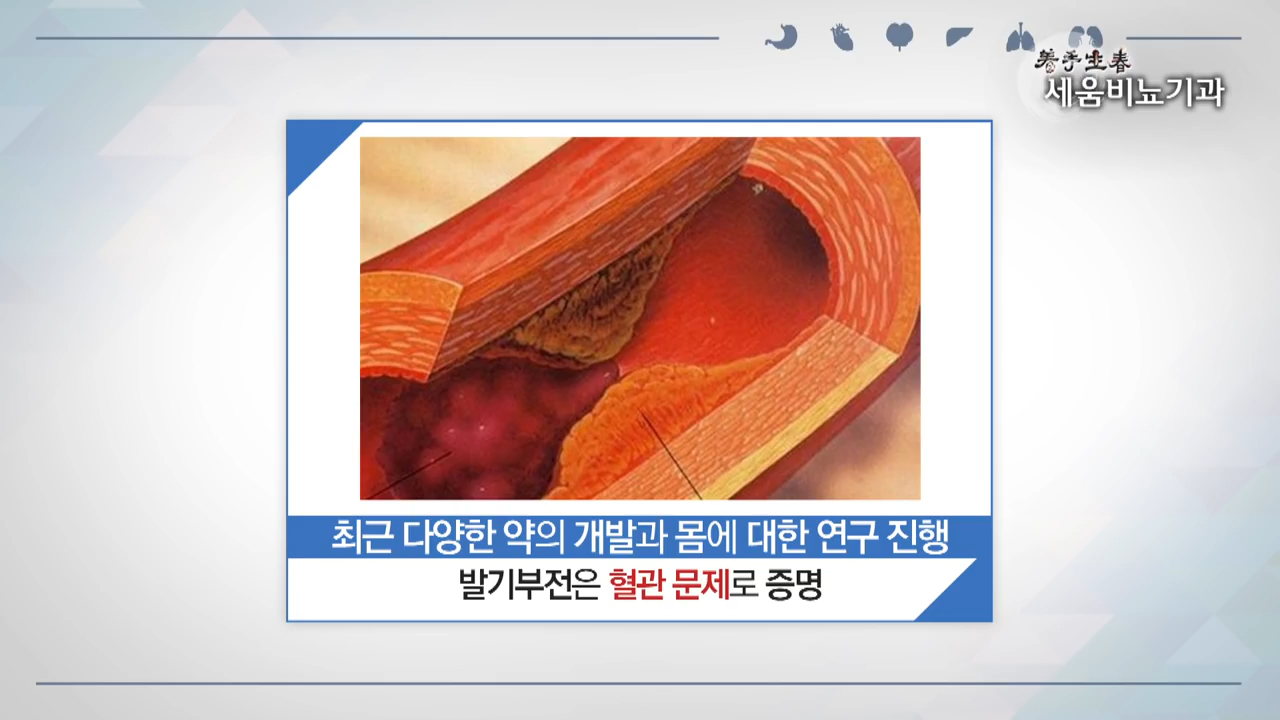 着手生春
세움비뇨기과
최근 다양한 약의 개발과 몸에 대한 연구 진행
발기부전은 혈관 문제로 증명